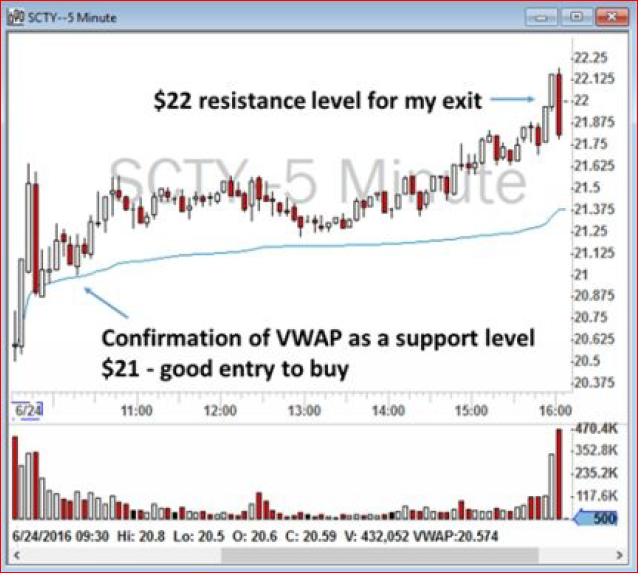 SCTY--5 Minute
22.25
22.125
$22 resistance level for my exit
22
21.875
21.75
21.625
SCTY--5 Minute
21.5
21.375
21.25
21.125
21
20.875
20.75
Confirmation of VWAP as a support level
20.625
$21 - good entry to buy
20.5
20.375
6/24 11:00 12:00 13:00 14:00 15:00 16:00
470.4K
352.8K
235.2K
117.6K
500
6/24/2016 09:30 Hi: 20.8 Lo: 20.5 O: 20.6 C: 20.59 V: 432,052 VWAP:20.574